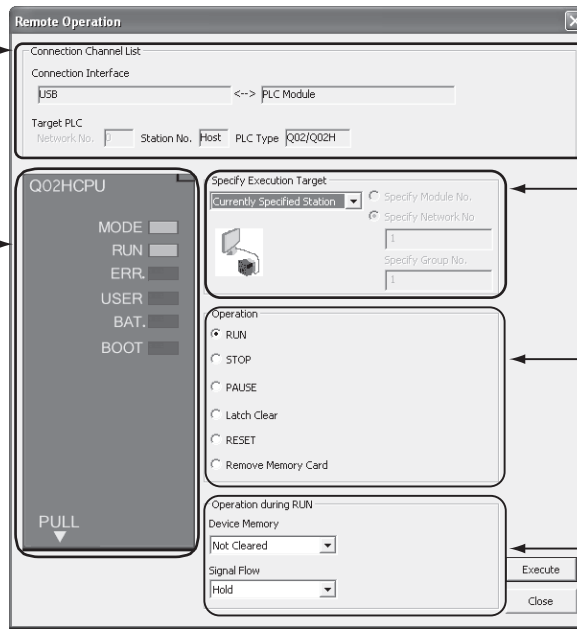 Remote Operation
Connection Channel List
Connection Interface
USB <--> PLC Module
Target PLC
Network No. 0 Station No. Host PLC Type Q02/Q02H
Q02HCPU
MODE
RUN
ERR.
USER
BAT.
BOOT
PULL
Specify Execution Target
Currently Specified Station
Specify Module No.
Specify Network No
1
Specify Group No.
1
Operation
RUN
STOP
PAUSE
Latch Clear
RESET
Remove Memory Card
Operation during RUN
Device Memory
Not Cleared
Signal Flow
Hold
Execute
Close